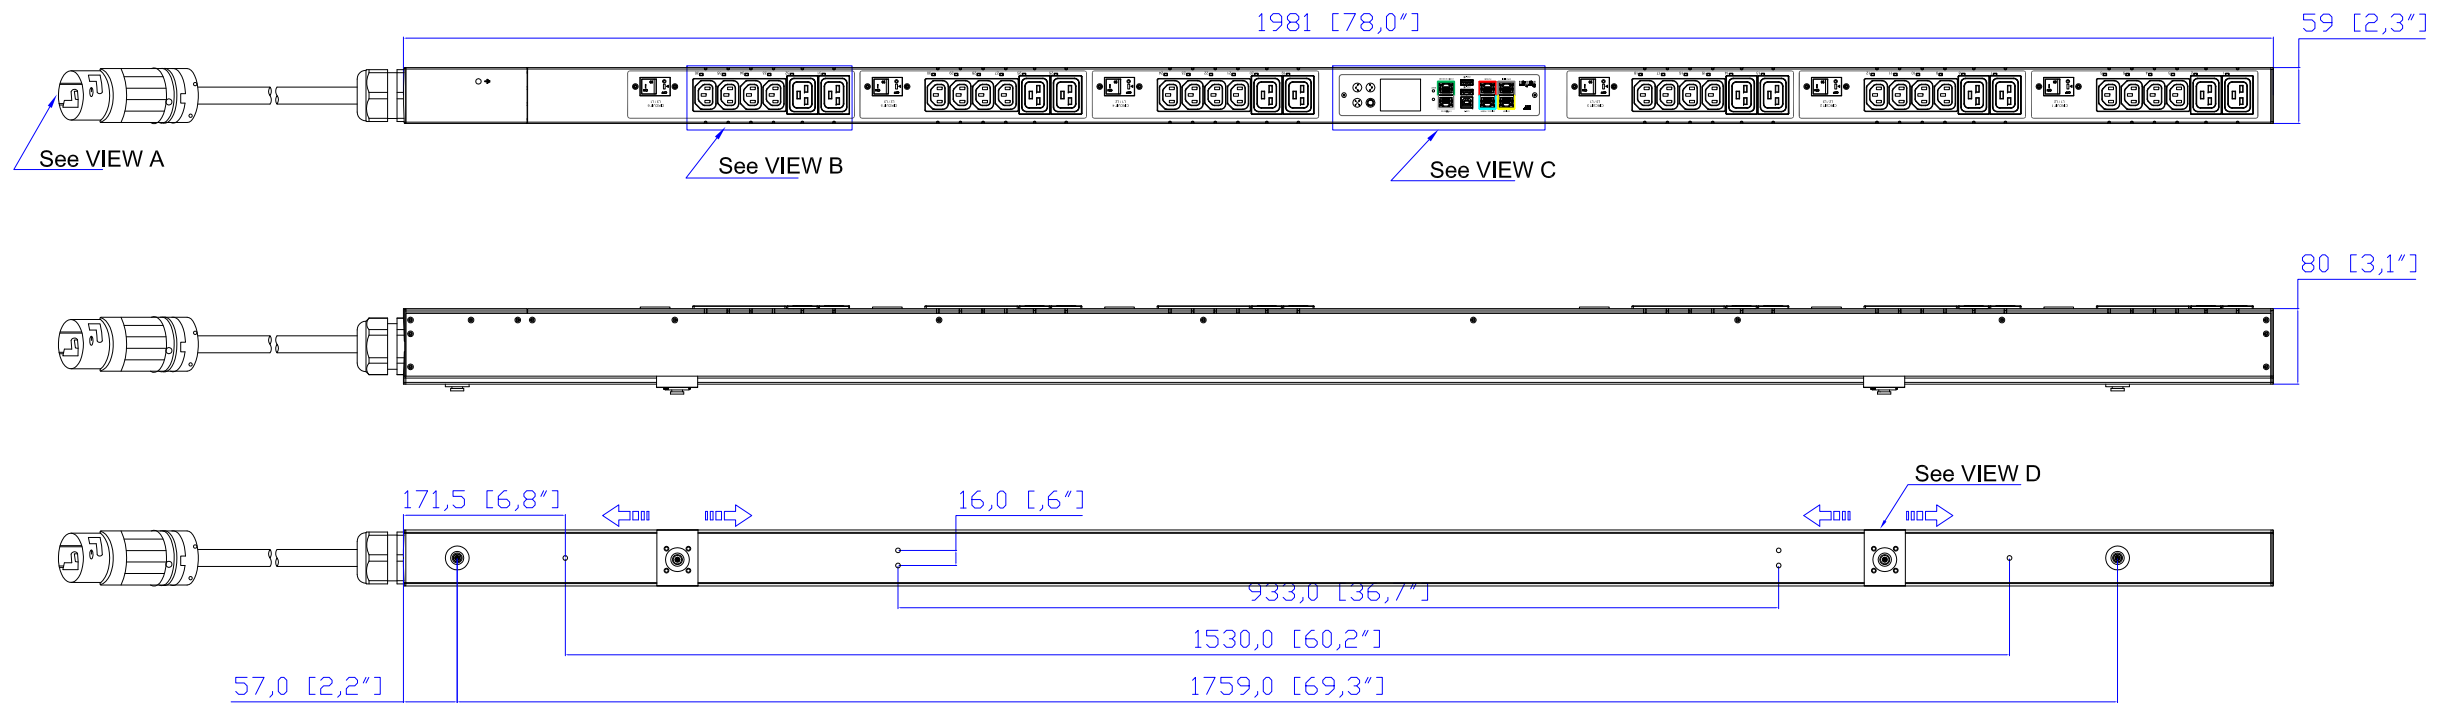 1981 [78,0"]
59 [2,3"]
See VIEW A
See VIEW B
See VIEW C
80 [3,1"]
See VIEW D
171,5 [6,8"]
16,0 [,6"]
933,0 [36,7"]
1530,0 [60,2"]
57,0 [2,2"]
1759,0 [69,3"]